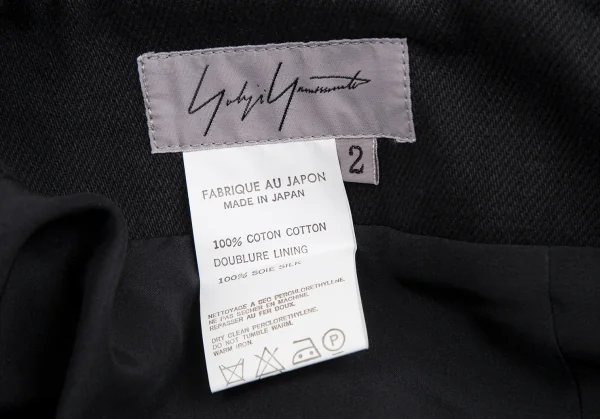 Yohji Yamamoto
2
FABRIQUE AU JAPON
MADE IN JAPAN
100% COTON COTTON
DOUBLURE LINING
100% SOIE SILK
NETTOYAGE A SEC PERCHLORETHYLENE.
NE PAS SECHER EN MACHINE.
REPASSER AU FER DOUX.
DRY CLEAN PERCLORETHYLENE.
DO NOT TUMBLE WARM.
WARM IRON.
P